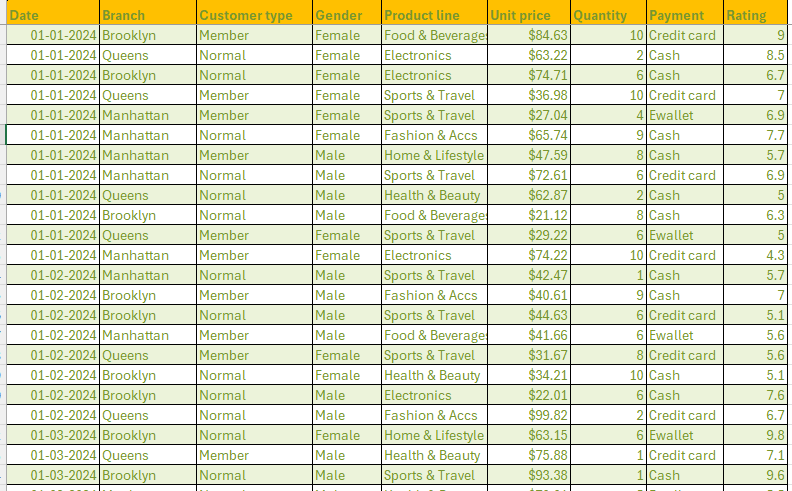 Date Branch Customer type Gender Product line Unit price Quantity Payment Rating
01-01-2024 Brooklyn Member Female Food & Beverages $84.63 10 Credit card 9
01-01-2024 Queens Normal Female Electronics $63.22 2 Cash 8.5
01-01-2024 Brooklyn Normal Female Electronics $74.71 6 Cash 6.7
01-01-2024 Queens Member Female Sports & Travel $36.98 10 Credit card 7
01-01-2024 Manhattan Member Female Sports & Travel $27.04 4 Ewallet 6.9
01-01-2024 Manhattan Normal Female Fashion & Accs $65.74 9 Cash 7.7
01-01-2024 Manhattan Member Male Home & Lifestyle $47.59 8 Cash 5.7
01-01-2024 Manhattan Normal Male Sports & Travel $72.61 6 Credit card 6.9
01-01-2024 Queens Normal Male Health & Beauty $62.87 2 Cash 5
01-01-2024 Brooklyn Normal Male Food & Beverages $21.12 8 Cash 6.3
01-01-2024 Queens Member Female Sports & Travel $29.22 6 Ewallet 5
01-01-2024 Manhattan Member Female Electronics $74.22 10 Credit card 4.3
01-02-2024 Manhattan Normal Male Sports & Travel $42.47 1 Cash 5.7
01-02-2024 Brooklyn Member Male Fashion & Accs $40.61 9 Cash 7
01-02-2024 Brooklyn Normal Male Sports & Travel $44.63 6 Credit card 5.1
01-02-2024 Manhattan Member Male Food & Beverages $41.66 6 Ewallet 5.6
01-02-2024 Queens Member Female Sports & Travel $31.67 8 Credit card 5.6
01-02-2024 Brooklyn Normal Female Health & Beauty $34.21 10 Cash 5.1
01-02-2024 Brooklyn Normal Male Electronics $22.01 6 Cash 7.6
01-02-2024 Queens Normal Male Fashion & Accs $99.82 2 Credit card 6.7
01-03-2024 Brooklyn Normal Female Home & Lifestyle $63.15 6 Ewallet 9.8
01-03-2024 Queens Member Male Health & Beauty $75.88 1 Credit card 7.1
01-03-2024 Brooklyn Normal Male Sports & Travel $93.38 1 Cash 9.6